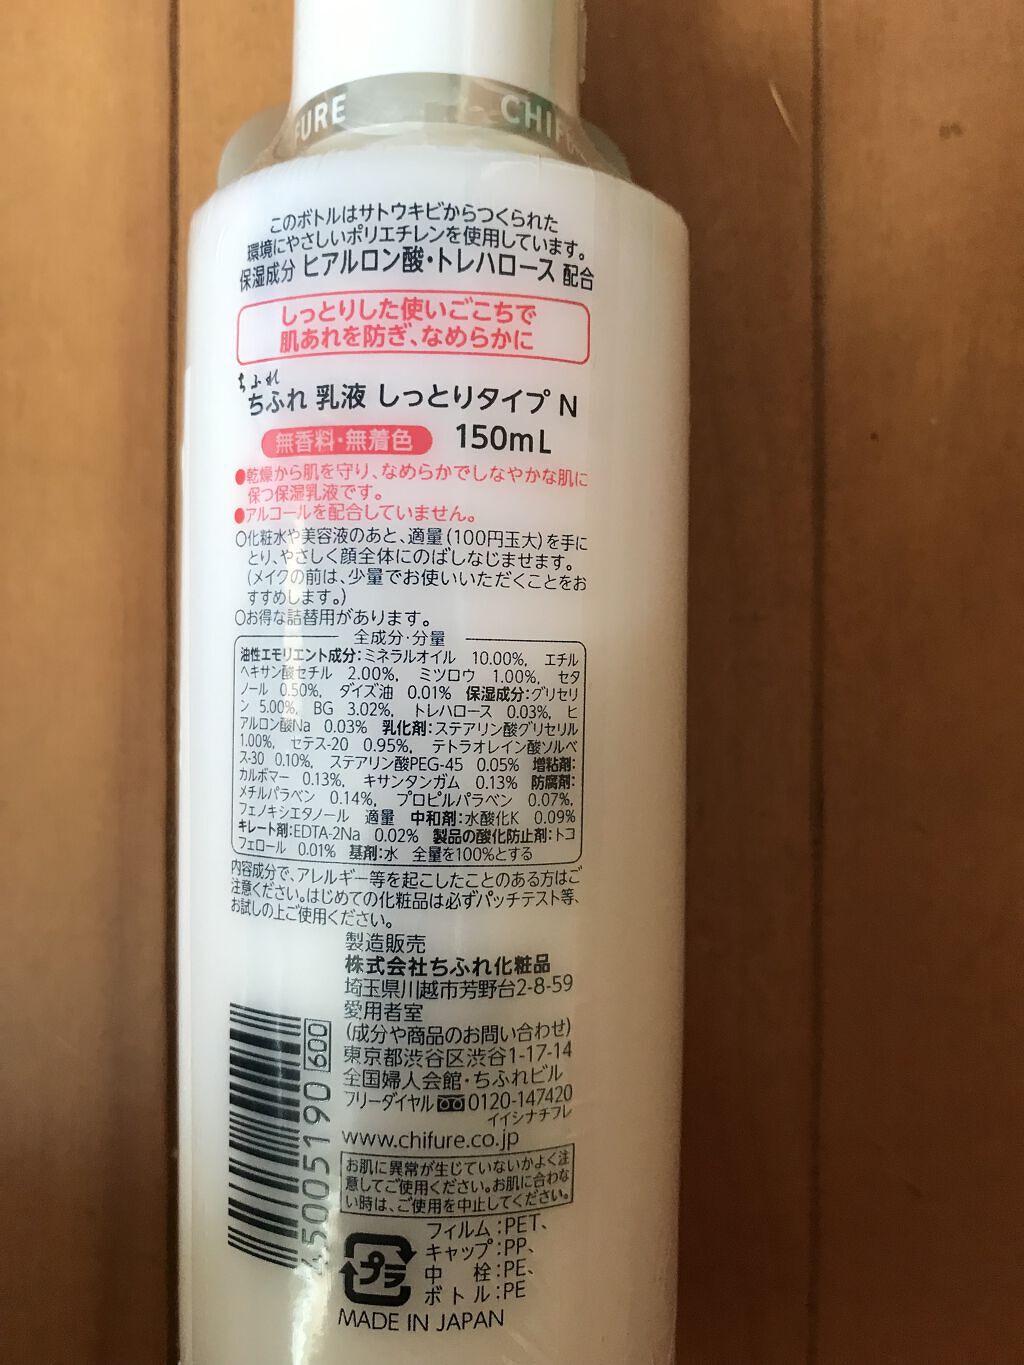 FURE CHIFU
このボトルはサトウキビからつくられた
環境にやさしいポリエチレンを使用しています。
保湿成分 ヒアルロン酸・トレハロース 配合
しっとりした使いごこちで
肌あれを防ぎ、なめらかに
ちふれ
ちふれ 乳液 しっとりタイプ N
無香料・無着色 150mL
●乾燥から肌を守り、なめらかでしなやかな肌に
保つ保湿乳液です。
●アルコールを配合していません。
○化粧水や美容液のあと、適量(100円玉大)を手に
とり、やさしく顔全体にのばしなじませます。
(メイクの前は、少量でお使いいただくことをお
すすめします。)
○お得な詰替用があります。
全成分・分量
油性エモリエント成分:ミネラルオイル 10.00%, エチル
ヘキサン酸セチル 2.00%, ミツロウ 1.00%, セタ
ノール 0.50%, ダイズ油 0.01% 保湿成分:グリセリ
ン 5.00%, BG 3.02%, トレハロース 0.03%, ヒ
アルロン酸Na 0.03% 乳化剤:ステアリン酸グリセリル
1.00%, セテス-20 0.95%, テトラオレイン酸ソルベ
ス-30 0.10%, ステアリン酸PEG-45 0.05% 増粘剤:
カルボマー 0.13%, キサンタンガム 0.13% 防腐剤:
メチルパラベン 0.14%, プロピルパラベン 0.07%,
フェノキシエタノール 適量 中和剤:水酸化K 0.09%
キレート剤:EDTA-2Na 0.02% 製品の酸化防止剤:トコ
フェロール 0.01% 基剤:水 全量を100%とする
内容成分で、アレルギー等を起こしたことのある方はご
注意ください。はじめての化粧品は必ずパッチテスト等、
お試しの上ご使用ください。
製造販売
株式会社ちふれ化粧品
埼玉県川越市芳野台2-8-59
愛用者室
(成分や商品のお問い合わせ)
東京都渋谷区渋谷1-17-14
全国婦人会館・ちふれビル
フリーダイヤル 0120-147420
イイシナチフレ
www.chifure.co.jp
お肌に異常が生じていないかよく注
意してご使用ください。お肌に合わな
い時は、ご使用を中止してください。
45005190 600
プラ
フィルム:PET、
キャップ:PP、
中 栓:PE、
ボトル:PE
MADE IN JAPAN